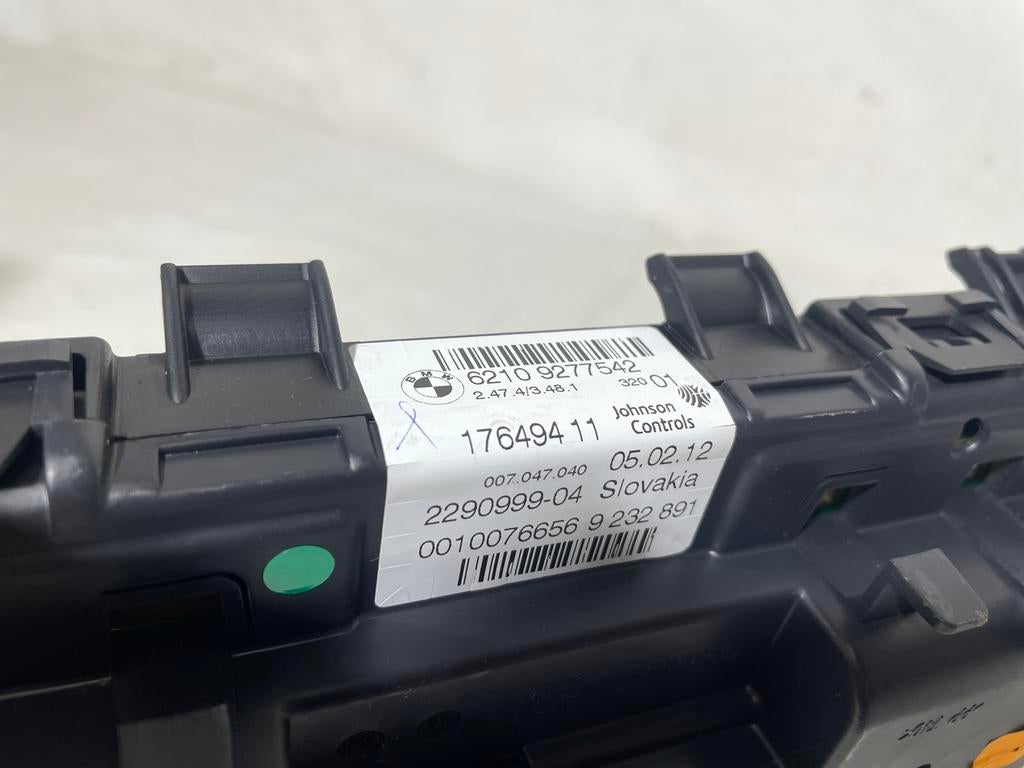 BMW
6210 9277542
2.47.4/3.48.1
320 01
Johnson
Controls
17649411
007.047.040
05.02.12
2290999-04 Slovakia
0010076656 9 232 891